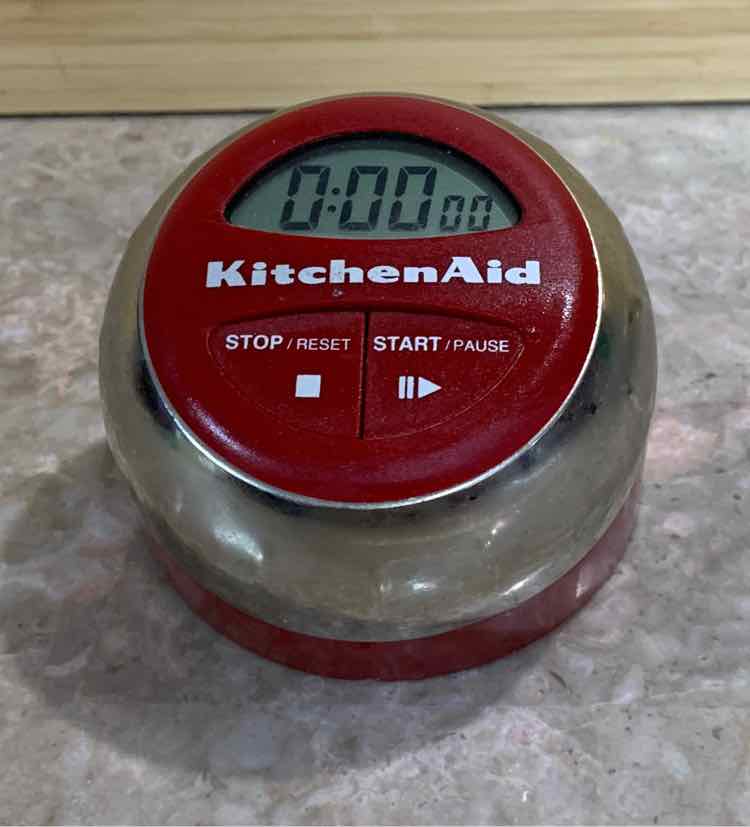 0:00 00
KitchenAid
STOP / RESET START / PAUSE